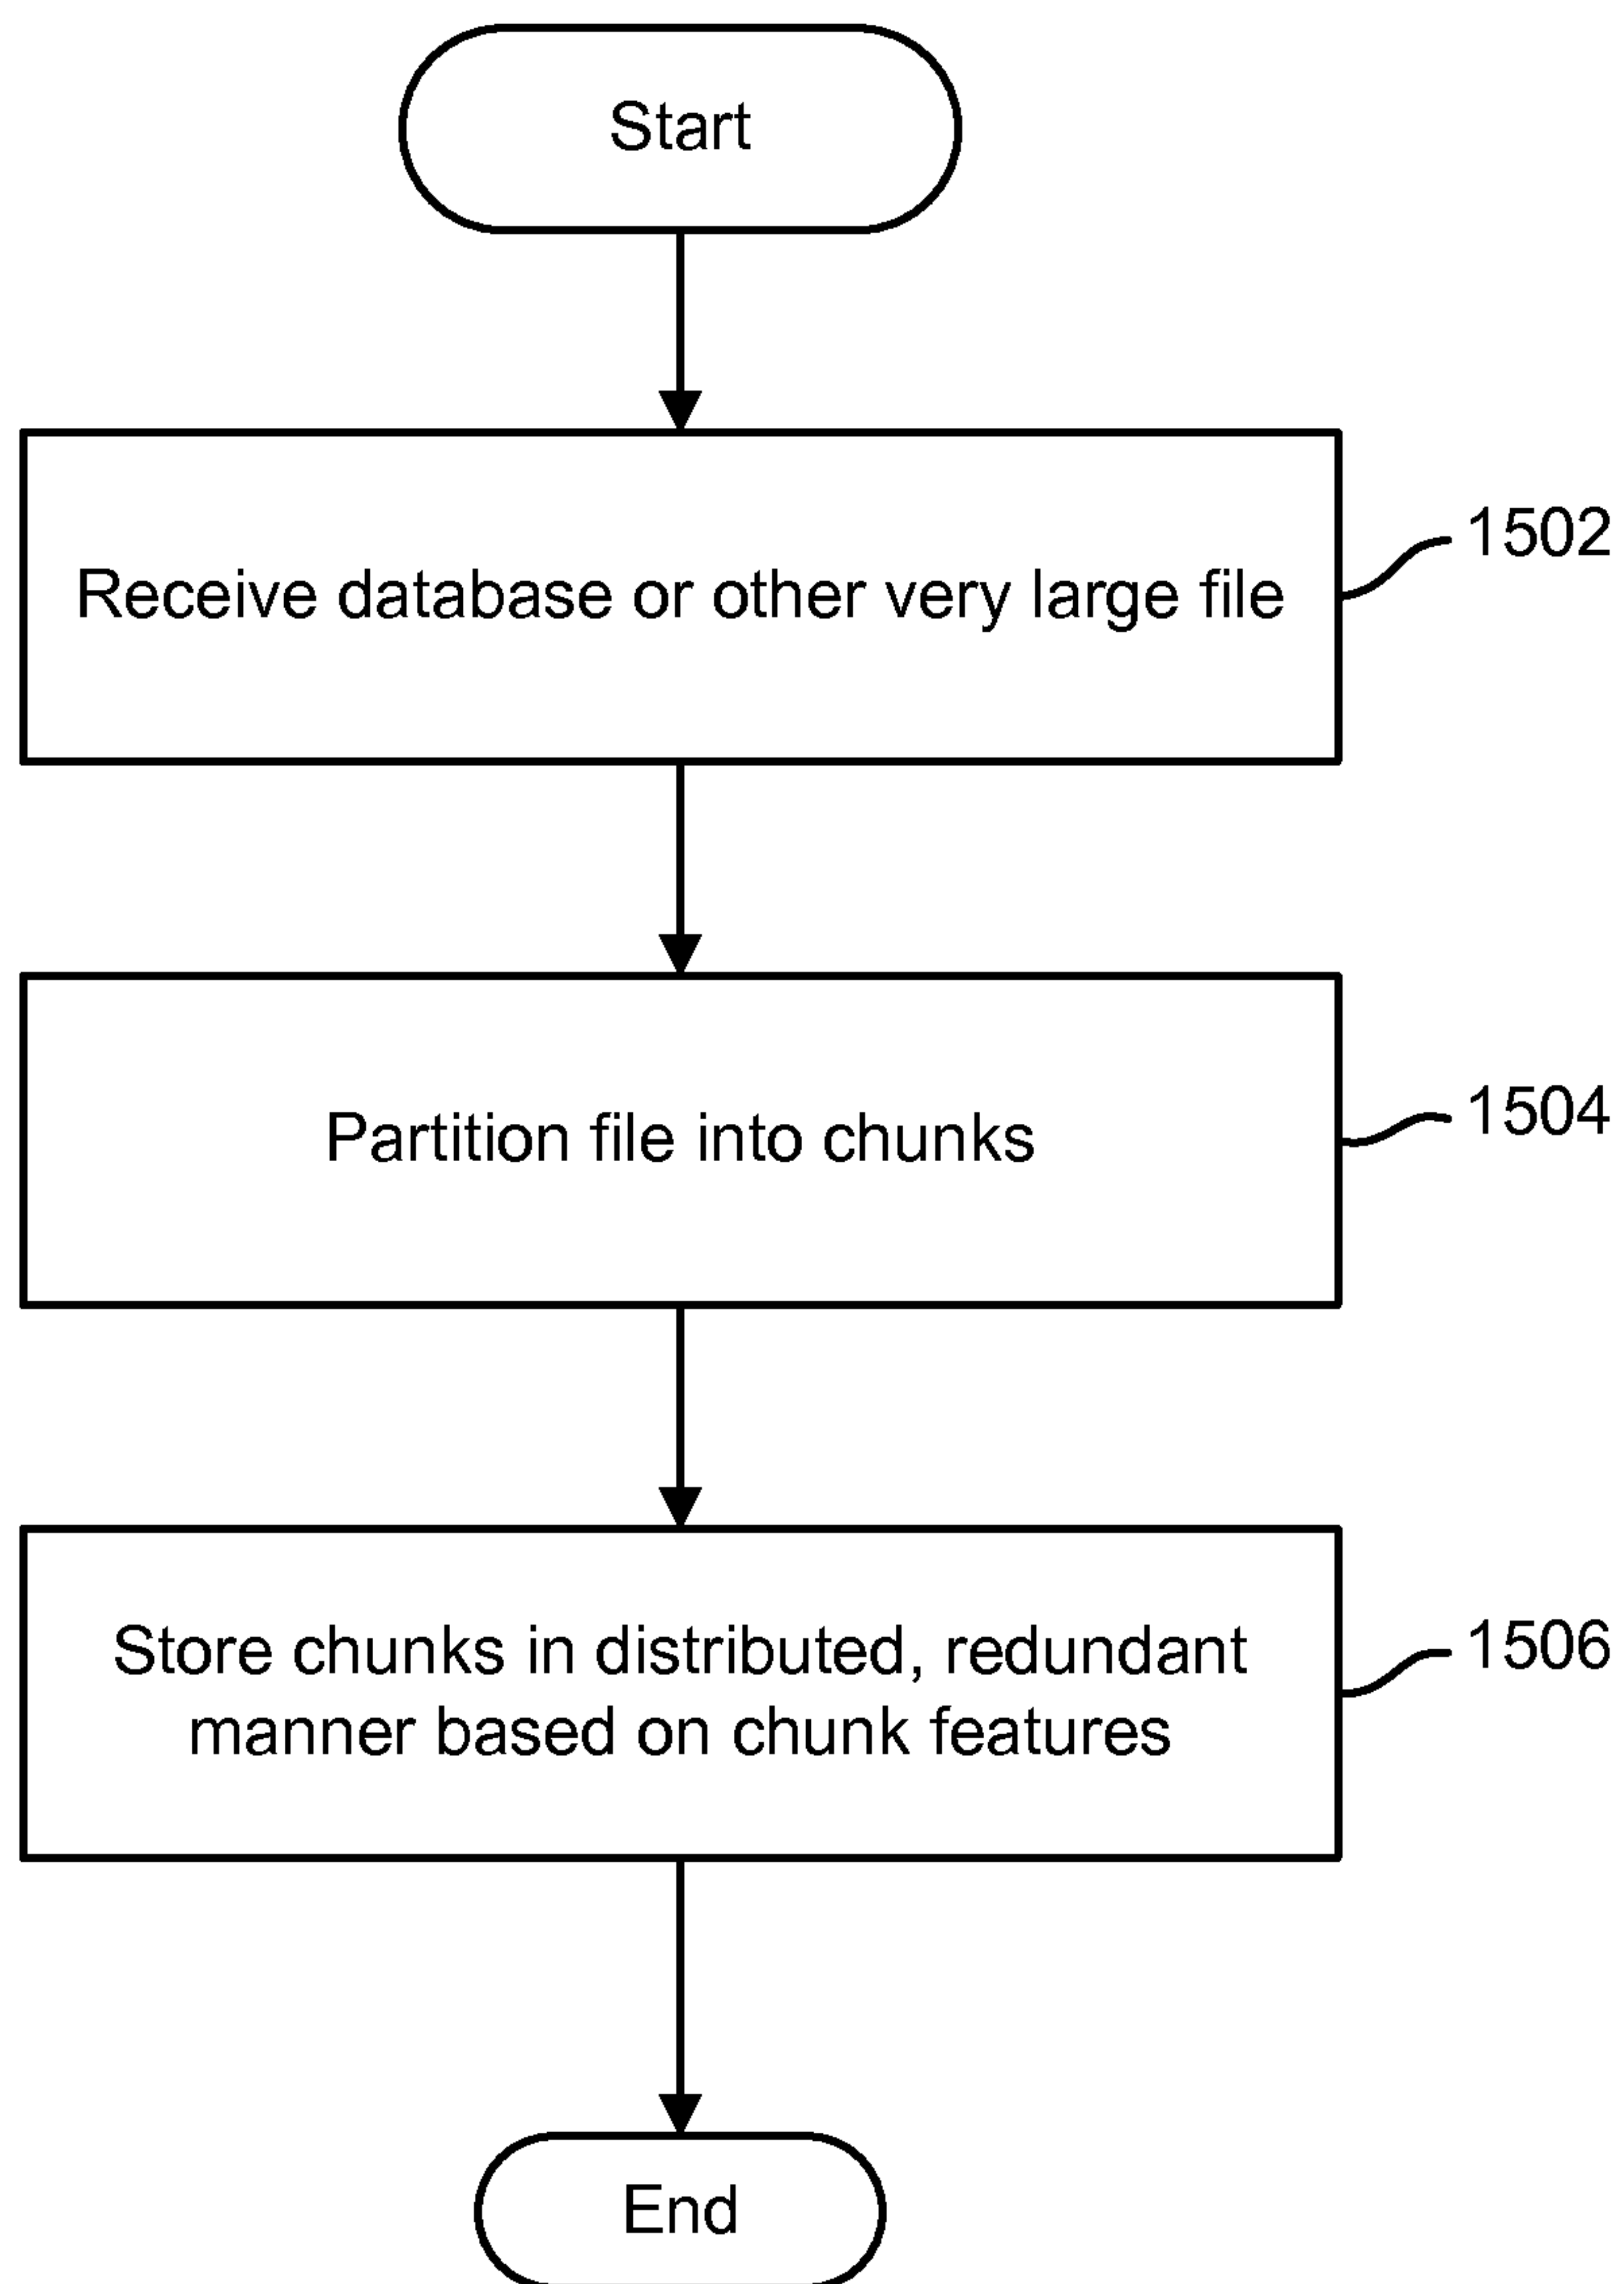 Start
Receive database or other very large file
1502
Partition file into chunks
1504
Store chunks in distributed, redundant
manner based on chunk features
1506
End